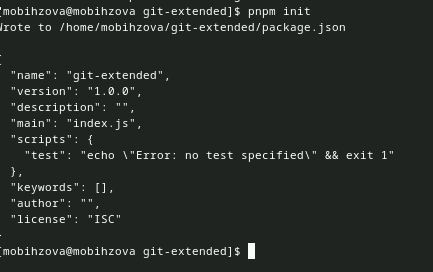 [mobihzova@mobihzova git-extended]$ pnpm init
Wrote to /home/mobihzova/git-extended/package.json
{
  "name": "git-extended",
  "version": "1.0.0",
  "description": "",
  "main": "index.js",
  "scripts": {
    "test": "echo \"Error: no test specified\" && exit 1"
  },
  "keywords": [],
  "author": "",
  "license": "ISC"
}
[mobihzova@mobihzova git-extended]$